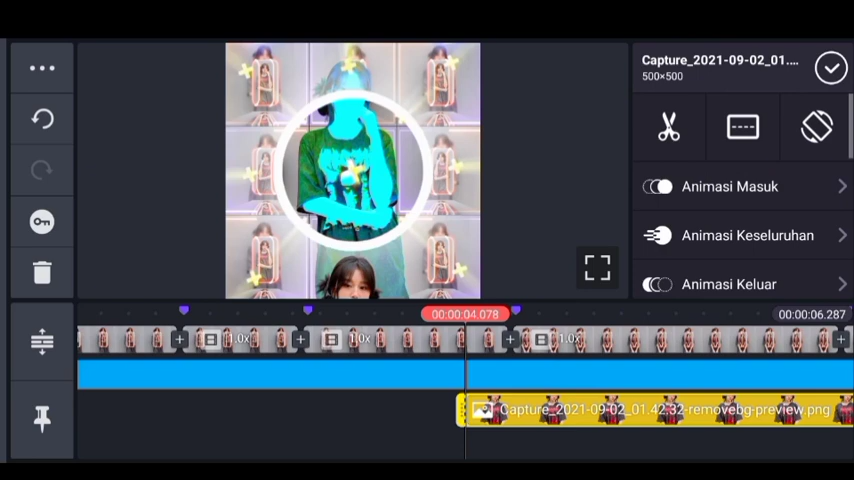 Capture_2021-09-02_01....
500×500
Animasi Masuk
Animasi Keseluruhan
Animasi Keluar
00:00:04.078
00:00:06.287
1.0x
1.0x
1.0x
Capture_2021-09-02_01.42.32-removebg-preview.png